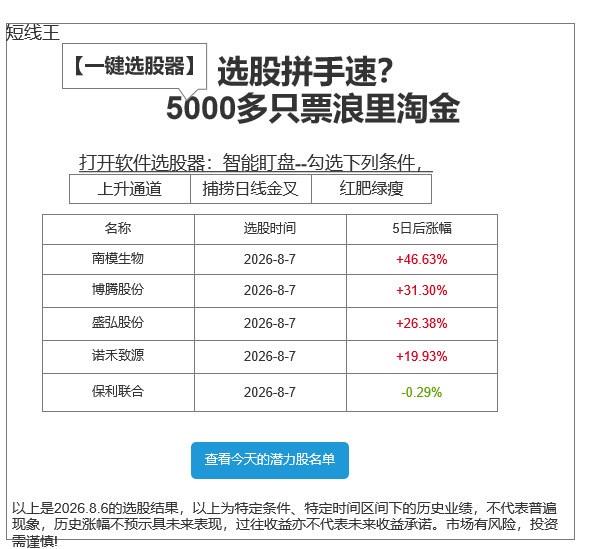 短线王
【一键选股器】
选股拼手速?
5000多只票浪里淘金
打开软件选股器：智能盯盘--勾选下列条件，
上升通道 捕捞日线金叉 红肥绿瘦
名称 选股时间 5日后涨幅
南模生物 2026-8-7 +46.63%
博腾股份 2026-8-7 +31.30%
盛弘股份 2026-8-7 +26.38%
诺禾致源 2026-8-7 +19.93%
保利联合 2026-8-7 -0.29%
查看今天的潜力股名单
以上是2026.8.6的选股结果，以上为特定条件、特定时间区间下的历史业绩，不代表普遍
现象，历史涨幅不预示具未来表现，过往收益亦不代表未来收益承诺。市场有风险，投资
需谨慎!